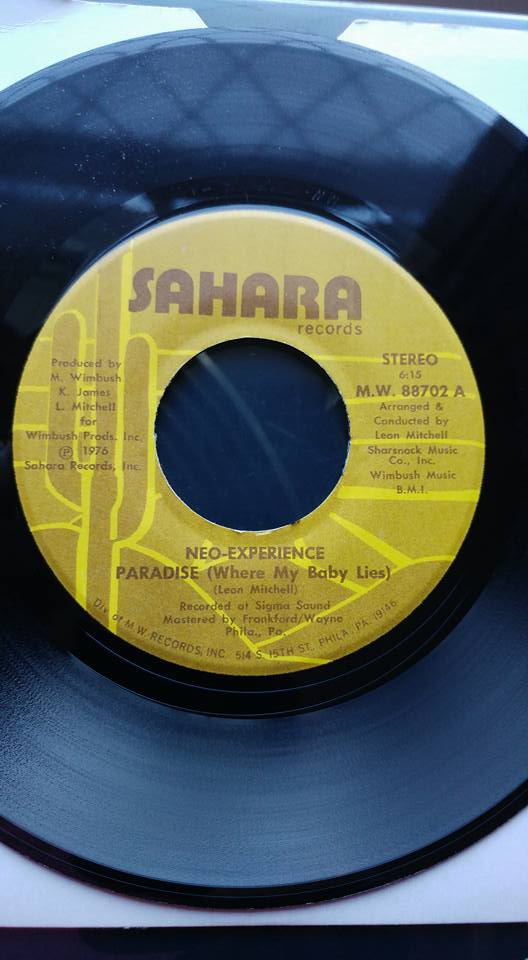 SAHARA
records
Produced by
M. Wimbush
K. James
L. Mitchell
for
Wimbush Prods. Inc.
Ⓟ 1976
Sahara Records, Inc.
STEREO
6:15
M.W. 88702 A
Arranged &
Conducted by
Leon Mitchell
Sharsnack Music
Co., Inc.
Wimbush Music
B.M.I.
NEO-EXPERIENCE
PARADISE (Where My Baby Lies)
(Leon Mitchell)
Recorded at Sigma Sound
Mastered by Frankford/Wayne
Phila., Pa.
Div. of M.W. RECORDS, INC. 514 S. 15TH ST., PHILA., PA. 19146